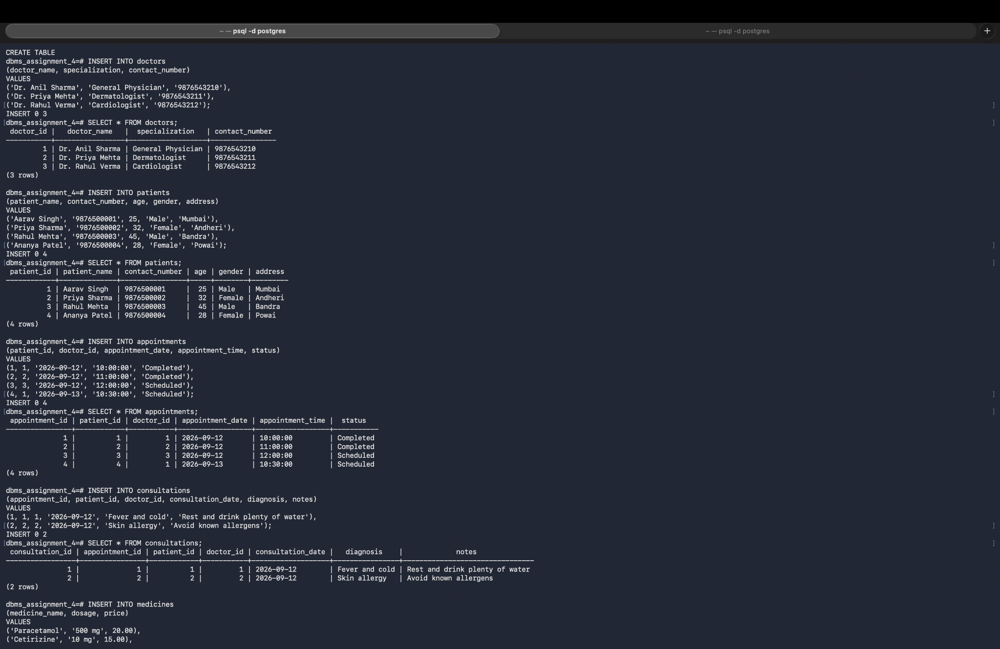 ~ — psql -d postgres
~ — psql -d postgres
+
CREATE TABLE
dbms_assignment_4=# INSERT INTO doctors
(doctor_name, specialization, contact_number)
VALUES
('Dr. Anil Sharma', 'General Physician', '9876543210'),
('Dr. Priya Mehta', 'Dermatologist', '9876543211'),
[('Dr. Rahul Verma', 'Cardiologist', '9876543212'); ]
INSERT 0 3
[dbms_assignment_4=# SELECT * FROM doctors; ]
 doctor_id |   doctor_name   |  specialization   | contact_number
-----------+-----------------+-------------------+----------------
         1 | Dr. Anil Sharma | General Physician | 9876543210
         2 | Dr. Priya Mehta | Dermatologist     | 9876543211
         3 | Dr. Rahul Verma | Cardiologist      | 9876543212
(3 rows)
dbms_assignment_4=# INSERT INTO patients
(patient_name, contact_number, age, gender, address)
VALUES
('Aarav Singh', '9876500001', 25, 'Male', 'Mumbai'),
('Priya Sharma', '9876500002', 32, 'Female', 'Andheri'),
('Rahul Mehta', '9876500003', 45, 'Male', 'Bandra'),
[('Ananya Patel', '9876500004', 28, 'Female', 'Powai'); ]
INSERT 0 4
[dbms_assignment_4=# SELECT * FROM patients; ]
 patient_id | patient_name | contact_number | age | gender | address
------------+--------------+----------------+-----+--------+---------
          1 | Aarav Singh  | 9876500001     |  25 | Male   | Mumbai
          2 | Priya Sharma | 9876500002     |  32 | Female | Andheri
          3 | Rahul Mehta  | 9876500003     |  45 | Male   | Bandra
          4 | Ananya Patel | 9876500004     |  28 | Female | Powai
(4 rows)
dbms_assignment_4=# INSERT INTO appointments
(patient_id, doctor_id, appointment_date, appointment_time, status)
VALUES
(1, 1, '2026-09-12', '10:00:00', 'Completed'),
(2, 2, '2026-09-12', '11:00:00', 'Completed'),
(3, 3, '2026-09-12', '12:00:00', 'Scheduled'),
[(4, 1, '2026-09-13', '10:30:00', 'Scheduled'); ]
INSERT 0 4
[dbms_assignment_4=# SELECT * FROM appointments; ]
 appointment_id | patient_id | doctor_id | appointment_date | appointment_time |  status
----------------+------------+-----------+------------------+------------------+-----------
              1 |          1 |         1 | 2026-09-12       | 10:00:00         | Completed
              2 |          2 |         2 | 2026-09-12       | 11:00:00         | Completed
              3 |          3 |         3 | 2026-09-12       | 12:00:00         | Scheduled
              4 |          4 |         1 | 2026-09-13       | 10:30:00         | Scheduled
(4 rows)
dbms_assignment_4=# INSERT INTO consultations
(appointment_id, patient_id, doctor_id, consultation_date, diagnosis, notes)
VALUES
(1, 1, 1, '2026-09-12', 'Fever and cold', 'Rest and drink plenty of water'),
[(2, 2, 2, '2026-09-12', 'Skin allergy', 'Avoid known allergens'); ]
INSERT 0 2
[dbms_assignment_4=# SELECT * FROM consultations; ]
 consultation_id | appointment_id | patient_id | doctor_id | consultation_date |   diagnosis    |             notes
-----------------+----------------+------------+-----------+-------------------+----------------+--------------------------------
               1 |              1 |          1 |         1 | 2026-09-12        | Fever and cold | Rest and drink plenty of water
               2 |              2 |          2 |         2 | 2026-09-12        | Skin allergy   | Avoid known allergens
(2 rows)
dbms_assignment_4=# INSERT INTO medicines
(medicine_name, dosage, price)
VALUES
('Paracetamol', '500 mg', 20.00),
('Cetirizine', '10 mg', 15.00),